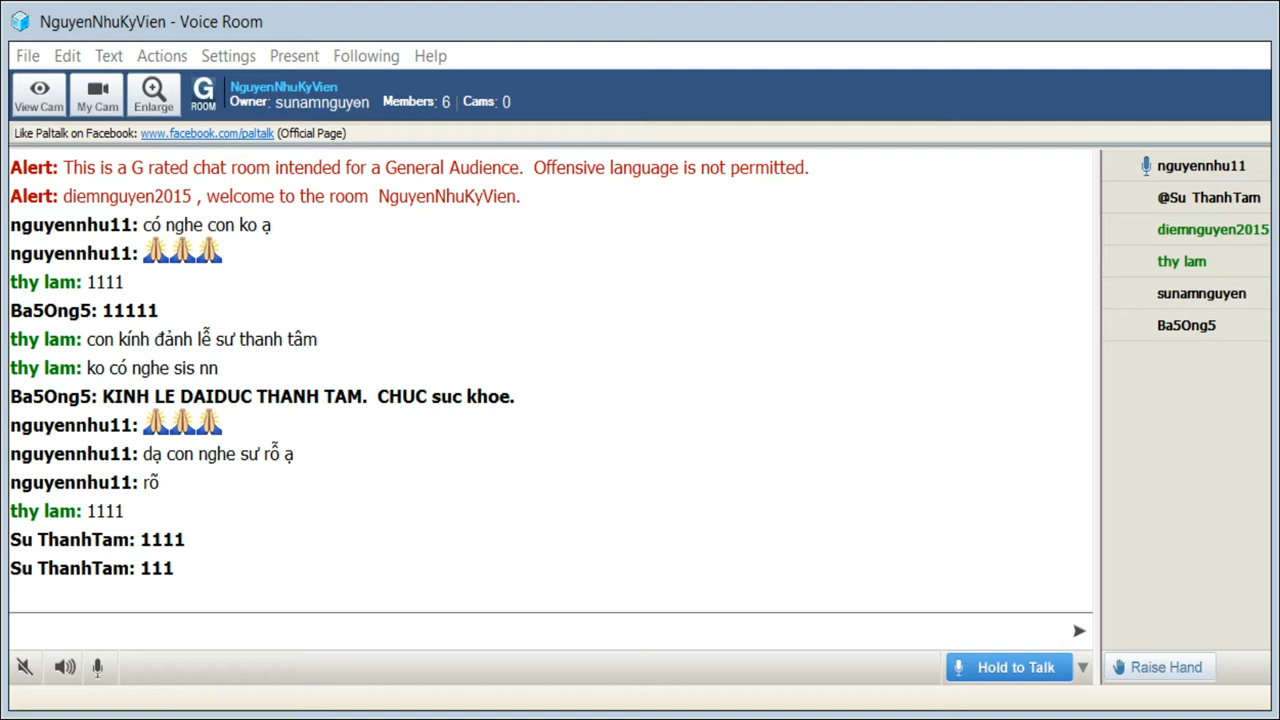 NguyenNhuKyVien - Voice Room
File Edit Text Actions Settings Present Following Help
View Cam My Cam Enlarge G ROOM
NguyenNhuKyVien
Owner: sunamnguyen Members: 6 | Cams: 0
Like Paltalk on Facebook: www.facebook.com/paltalk (Official Page)
Alert: This is a G rated chat room intended for a General Audience. Offensive language is not permitted.
Alert: diemnguyen2015 , welcome to the room NguyenNhuKyVien.
nguyennhu11: có nghe con ko ạ
nguyennhu11: 🙏🙏🙏
thy lam: 1111
Ba5Ong5: 11111
thy lam: con kính đảnh lễ sư thanh tâm
thy lam: ko có nghe sis nn
Ba5Ong5: KINH LE DAIDUC THANH TAM. CHUC suc khoe.
nguyennhu11: 🙏🙏🙏
nguyennhu11: dạ con nghe sư rỗ ạ
nguyennhu11: rõ
thy lam: 1111
Su ThanhTam: 1111
Su ThanhTam: 111
nguyennhu11
@Su ThanhTam
diemnguyen2015
thy lam
sunamnguyen
Ba5Ong5
Hold to Talk
Raise Hand